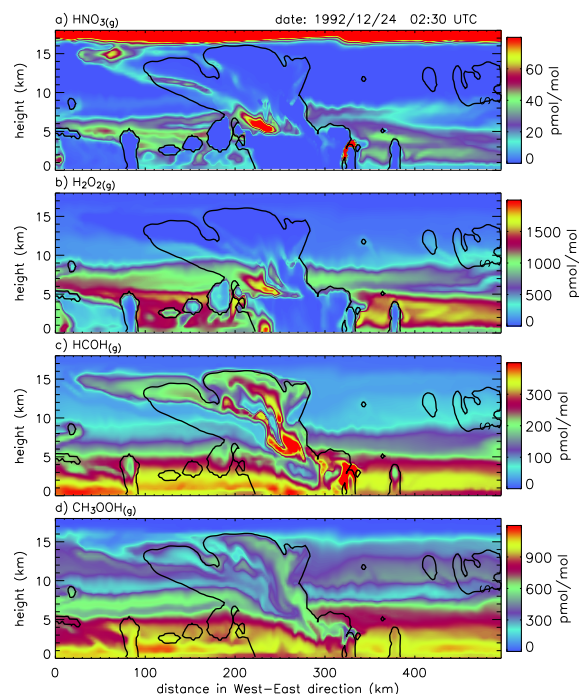 a) HNO3(g) date: 1992/12/24 02:30 UTC
15
10
5
0
height (km)
60
40
20
0
pmol/mol
b) H2O2(g)
15
10
5
0
height (km)
1500
1000
500
0
pmol/mol
c) HCOH(g)
15
10
5
0
height (km)
300
200
100
0
pmol/mol
d) CH3OOH(g)
15
10
5
0
height (km)
900
600
300
0
pmol/mol
0 100 200 300 400
distance in West–East direction (km)